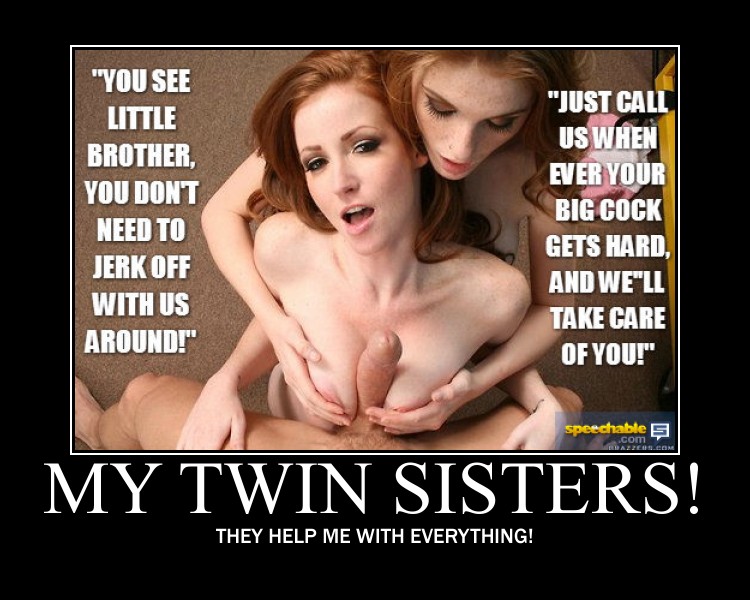 "YOU SEE
LITTLE
BROTHER,
YOU DON'T
NEED TO
JERK OFF
WITH US
AROUND!"
"JUST CALL
US WHEN
EVER YOUR
BIG COCK
GETS HARD,
AND WE"LL
TAKE CARE
OF YOU!"
speechable
.com
BRAZZERS.COM
MY TWIN SISTERS!
THEY HELP ME WITH EVERYTHING!